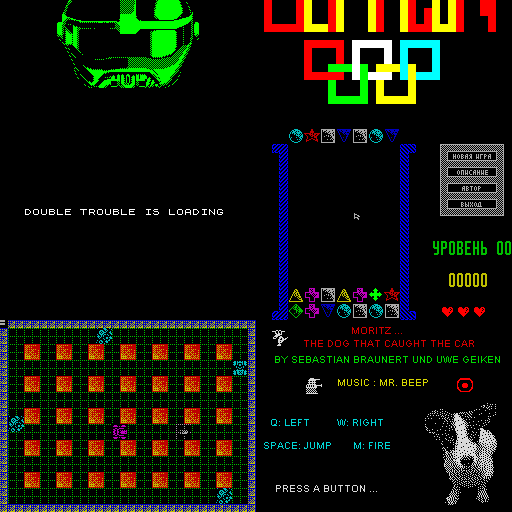 DOUBLE TROUBLE IS LOADING
НОВАЯ ИГРА
ОПИСАНИЕ
АВТОР
ВЫХОД
УРОВЕНЬ 00
00000
MORITZ ...
THE DOG THAT CAUGHT THE CAR
BY SEBASTIAN BRAUNERT UND UWE GEIKEN
MUSIC : MR. BEEP
Q: LEFT W: RIGHT
SPACE: JUMP M: FIRE
PRESS A BUTTON ...